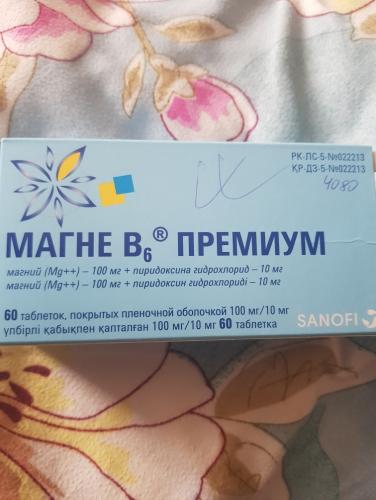 РК-ЛС-5-№022213
ҚР-ДЗ-5-№022213
4080
МАГНЕ B6® ПРЕМИУМ
магний (Mg++) – 100 мг + пиридоксина гидрохлорид – 10 мг
магний (Mg++) – 100 мг + пиридоксин гидрохлориді – 10 мг
60 таблеток, покрытых пленочной оболочкой 100 мг/10 мг
үлбірлі қабықпен қапталған 100 мг/10 мг 60 таблетка
SANOFI